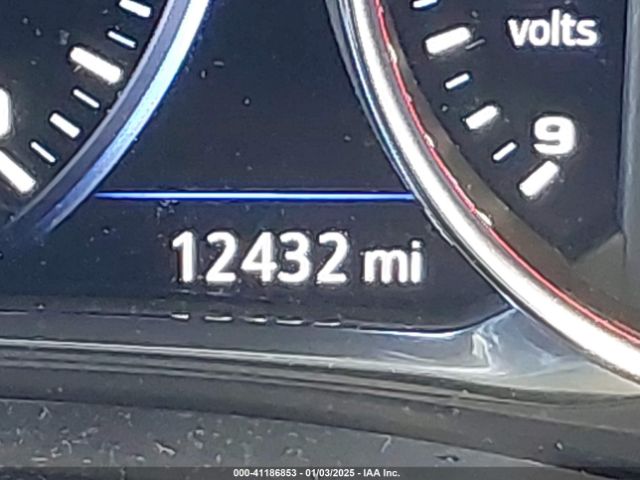 volts
9
12432 mi
000-41186853 - 01/03/2025 - IAA Inc.